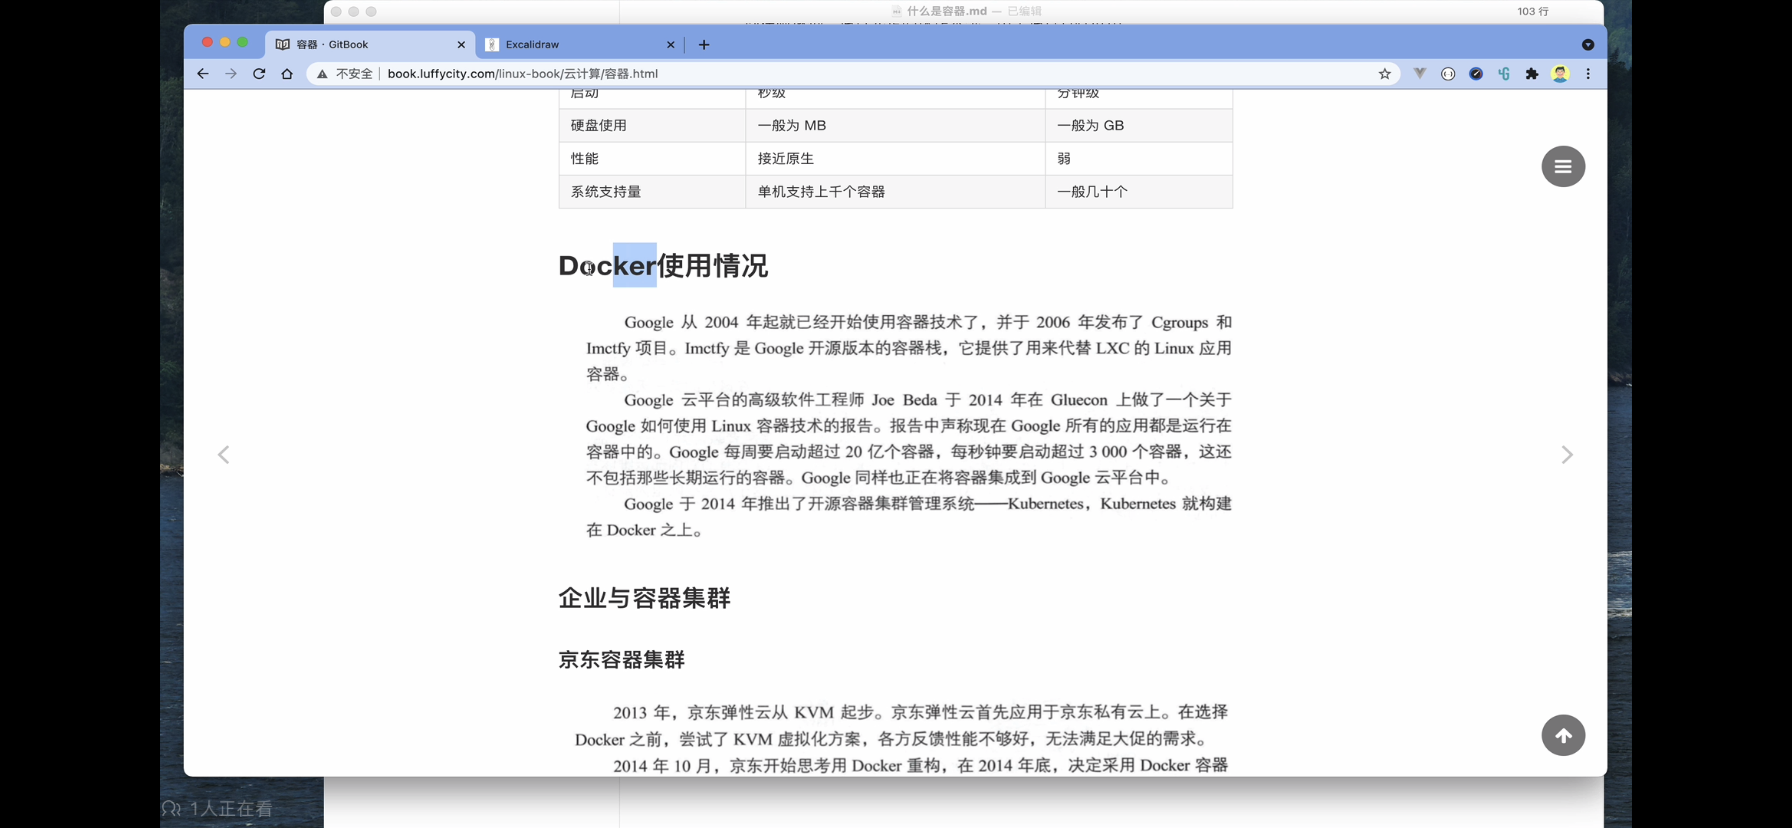 什么是容器.md — 已编辑
103 行
容器 · GitBook
Excalidraw
不安全
book.luffycity.com/linux-book/云计算/容器.html
启动 秒级 分钟级
硬盘使用 一般为 MB 一般为 GB
性能 接近原生 弱
系统支持量 单机支持上千个容器 一般几十个
Docker使用情况
Google 从 2004 年起就已经开始使用容器技术了，并于 2006 年发布了 Cgroups 和
Imctfy 项目。Imctfy 是 Google 开源版本的容器栈，它提供了用来代替 LXC 的 Linux 应用
容器。
Google 云平台的高级软件工程师 Joe Beda 于 2014 年在 Gluecon 上做了一个关于
Google 如何使用 Linux 容器技术的报告。报告中声称现在 Google 所有的应用都是运行在
容器中的。Google 每周要启动超过 20 亿个容器，每秒钟要启动超过 3 000 个容器，这还
不包括那些长期运行的容器。Google 同样也正在将容器集成到 Google 云平台中。
Google 于 2014 年推出了开源容器集群管理系统——Kubernetes，Kubernetes 就构建
在 Docker 之上。
企业与容器集群
京东容器集群
2013 年，京东弹性云从 KVM 起步。京东弹性云首先应用于京东私有云上。在选择
Docker 之前，尝试了 KVM 虚拟化方案，各方反馈性能不够好，无法满足大促的需求。
2014 年 10 月，京东开始思考用 Docker 重构，在 2014 年底，决定采用 Docker 容器
1人正在看